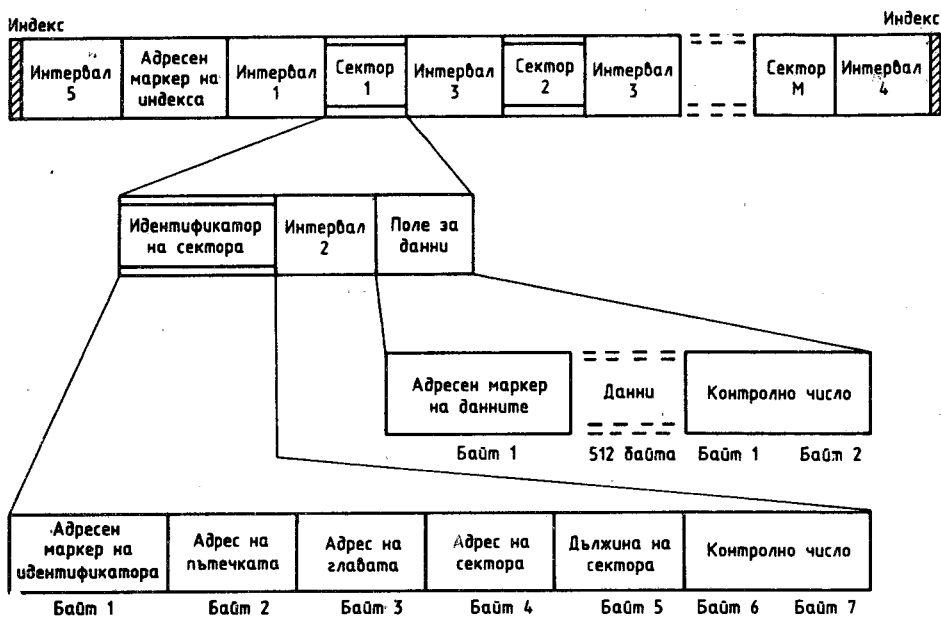 Индекс
Индекс
Интервал
5
Адресен
маркер на
индекса
Интервал
1
Сектор
1
Интервал
3
Сектор
2
Интервал
3
Сектор
М
Интервал
4
Идентификатор
на сектора
Интервал
2
Поле за
данни
Адресен маркер
на данните
Данни
Контролно число
Байт 1
512 байта
Байт 1
Байт 2
Адресен
маркер на
идентификатора
Адрес на
пътечката
Адрес на
главата
Адрес на
сектора
Дължина на
сектора
Контролно число
Байт 1
Байт 2
Байт 3
Байт 4
Байт 5
Байт 6
Байт 7